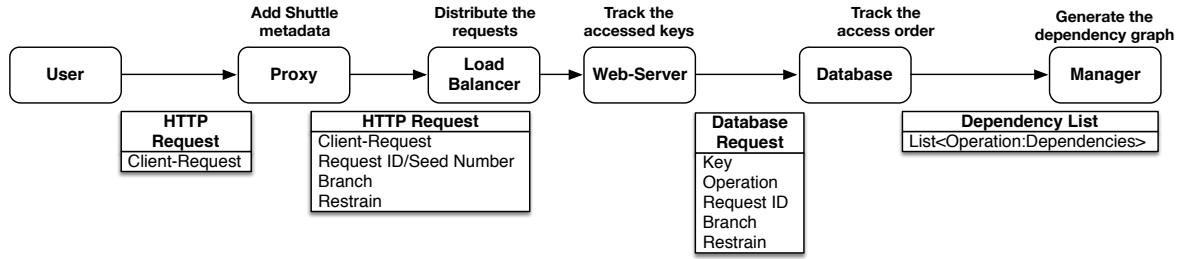 Add Shuttle
metadata
Distribute the
requests
Track the
accessed keys
Track the
access order
Generate the
dependency graph
User
Proxy
Load
Balancer
Web-Server
Database
Manager
HTTP
Request
Client-Request
HTTP Request
Client-Request
Request ID/Seed Number
Branch
Restrain
Database
Request
Key
Operation
Request ID
Branch
Restrain
Dependency List
List<Operation:Dependencies>